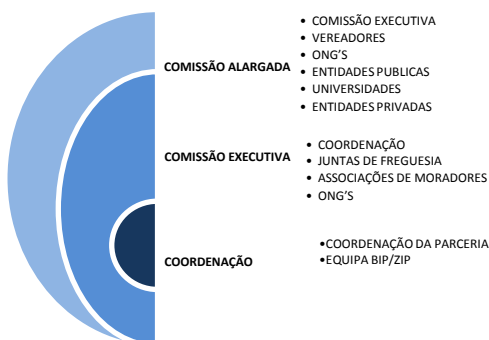 COMISSÃO ALARGADA
• COMISSÃO EXECUTIVA
• VEREADORES
• ONG'S
• ENTIDADES PUBLICAS
• UNIVERSIDADES
• ENTIDADES PRIVADAS
COMISSÃO EXECUTIVA
• COORDENAÇÃO
• JUNTAS DE FREGUESIA
• ASSOCIAÇÕES DE MORADORES
• ONG'S
COORDENAÇÃO
•COORDENAÇÃO DA PARCERIA
•EQUIPA BIP/ZIP